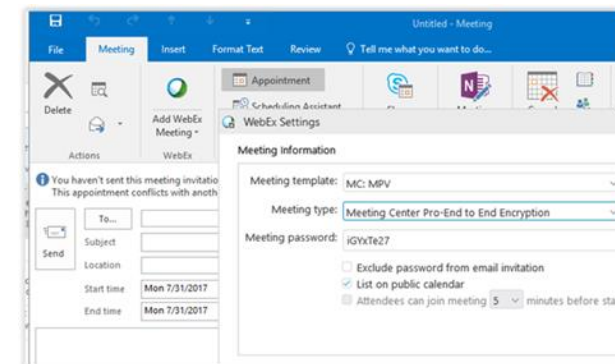 Untitled - Meeting
File Meeting Insert Format Text Review Tell me what you want to do...
Delete
Appointment
Scheduling Assistant
Add WebEx
Meeting
Actions WebEx
WebEx Settings
Meeting Information
You haven't sent this meeting invitatio
This appointment conflicts with anoth
Meeting template: MC: MPV
Meeting type: Meeting Center Pro-End to End Encryption
Meeting password: iGYxTe27
Send
To...
Subject
Location
Start time Mon 7/31/2017
End time Mon 7/31/2017
Exclude password from email invitation
List on public calendar
Attendees can join meeting 5 minutes before sta